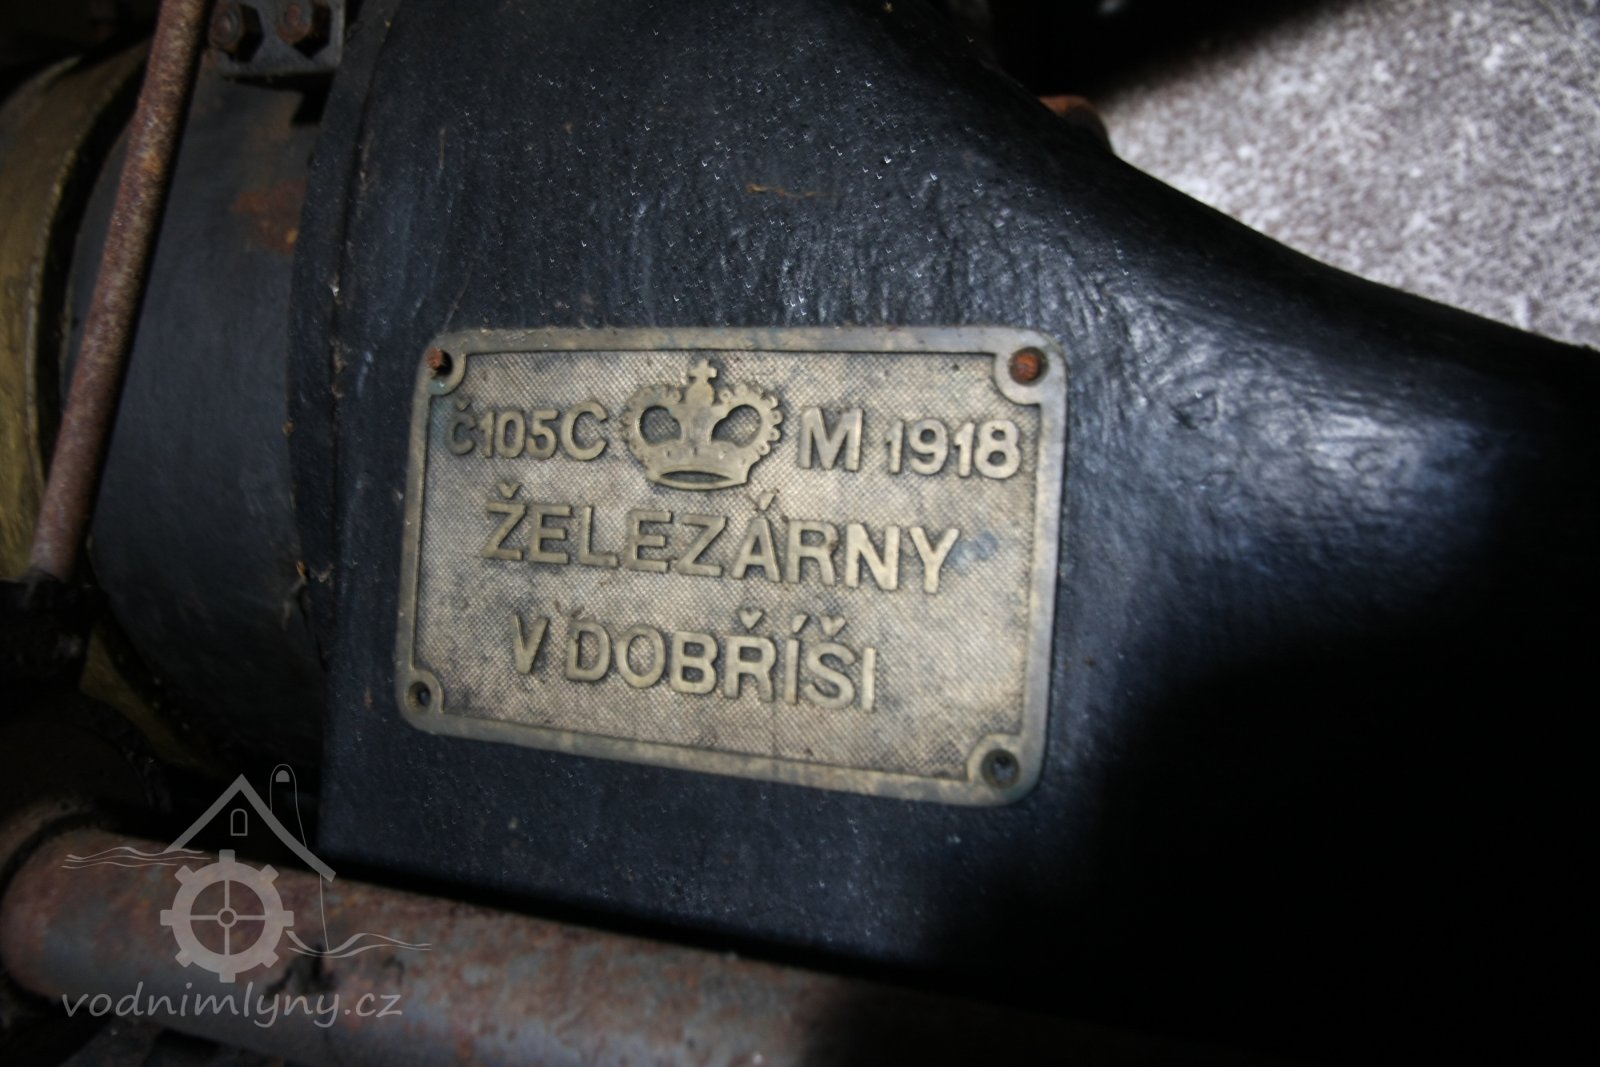 Č105C M 1918
ŽELEZÁRNY
V DOBŘÍŠI
vodnimlyny.cz